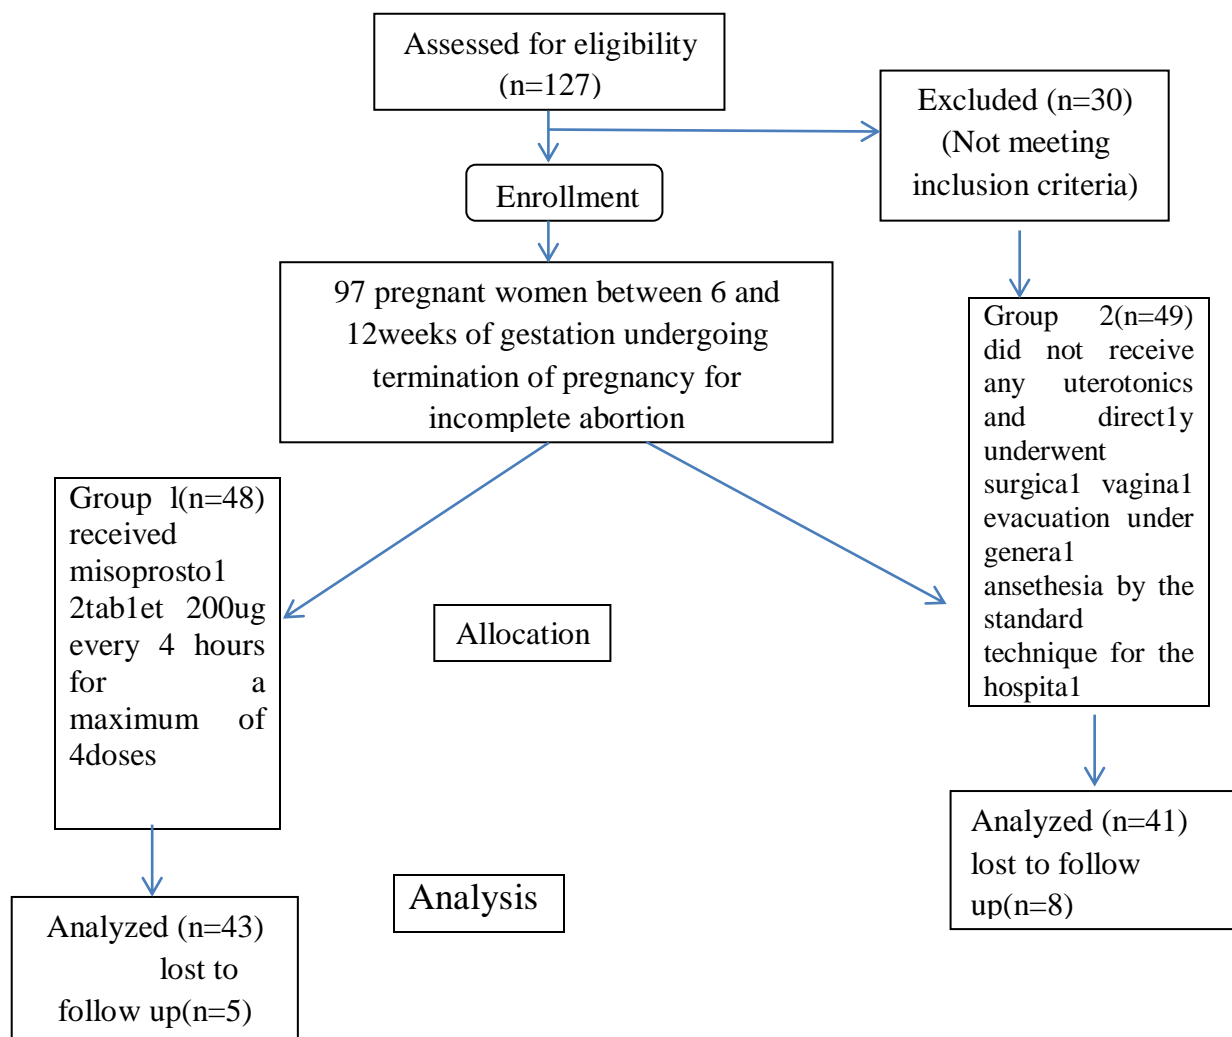 Assessed for eligibility
(n=127)
Excluded (n=30)
(Not meeting
inclusion criteria)
Enrollment
97 pregnant women between 6 and
12weeks of gestation undergoing
termination of pregnancy for
incomplete abortion
Group 1(n=48)
received
misoprosto1
2tab1et 200ug
every 4 hours
for a
maximum of
4doses
Group 2(n=49)
did not receive
any uterotonics
and direct1y
underwent
surgica1 vagina1
evacuation under
genera1
ansethesia by the
standard
technique for the
hospita1
Allocation
Analyzed (n=41)
lost to follow
up(n=8)
Analysis
Analyzed (n=43)
lost to
follow up(n=5)